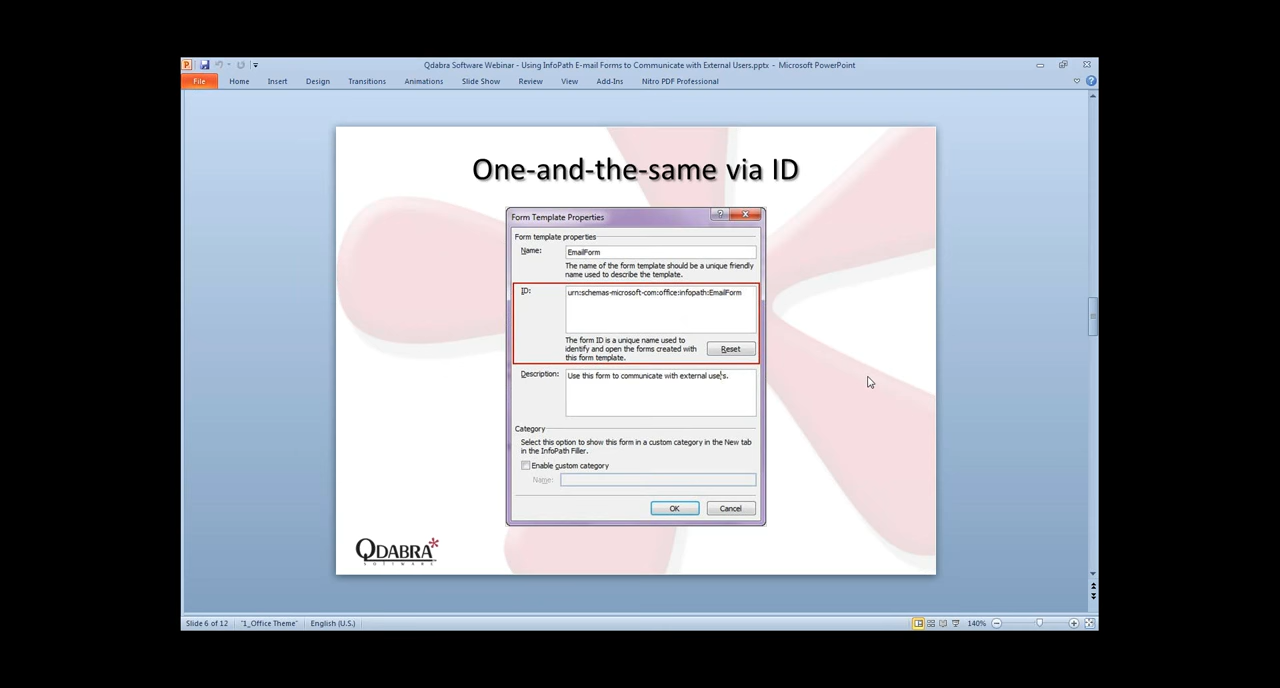 Qdabra Software Webinar - Using InfoPath E-mail Forms to Communicate with External Users.pptx - Microsoft PowerPoint
File Home Insert Design Transitions Animations Slide Show Review View Add-Ins Nitro PDF Professional
One-and-the-same via ID
Form Template Properties
Form template properties
Name: EmailForm
The name of the form template should be a unique friendly
name used to describe the template.
ID: urn:schemas-microsoft-com:office:infopath:EmailForm
The form ID is a unique name used to
identify and open the forms created with
this form template.
Reset
Description: Use this form to communicate with external users.
Category
Select this option to show this form in a custom category in the New tab
in the InfoPath Filler.
Enable custom category
Name:
OK Cancel
QDABRA*
SOFTWARE
Slide 6 of 12 "1_Office Theme" English (U.S.) 140%